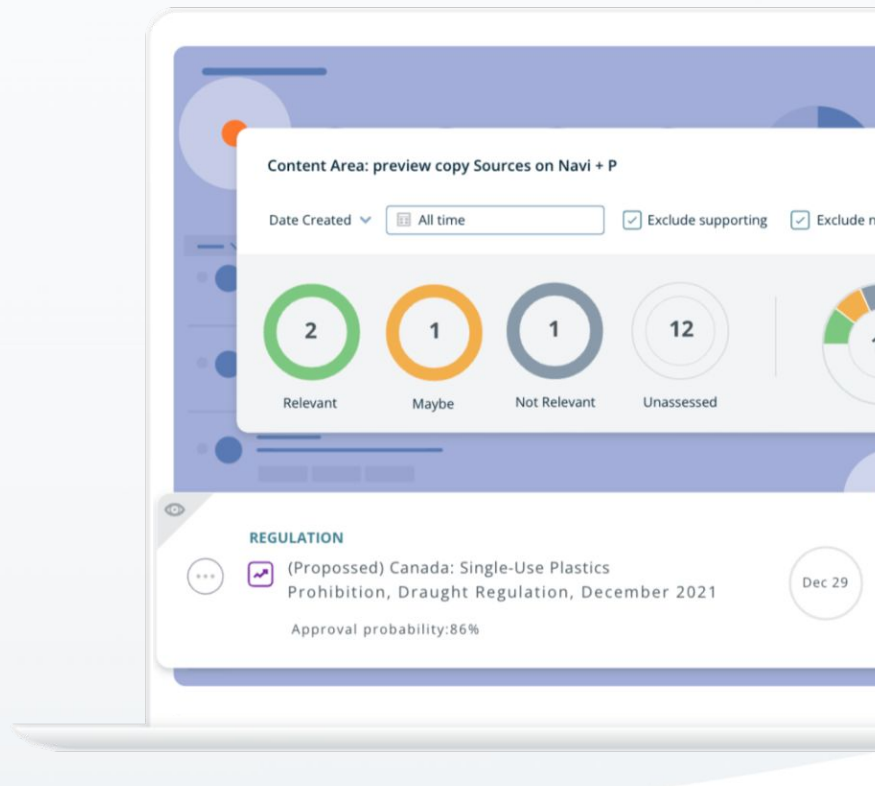 Content Area: preview copy Sources on Navi + P
Date Created All time Exclude supporting Exclude
2 1 1 12
Relevant Maybe Not Relevant Unassessed
REGULATION
(Propossed) Canada: Single-Use Plastics
Prohibition, Draught Regulation, December 2021
Dec 29
Approval probability:86%